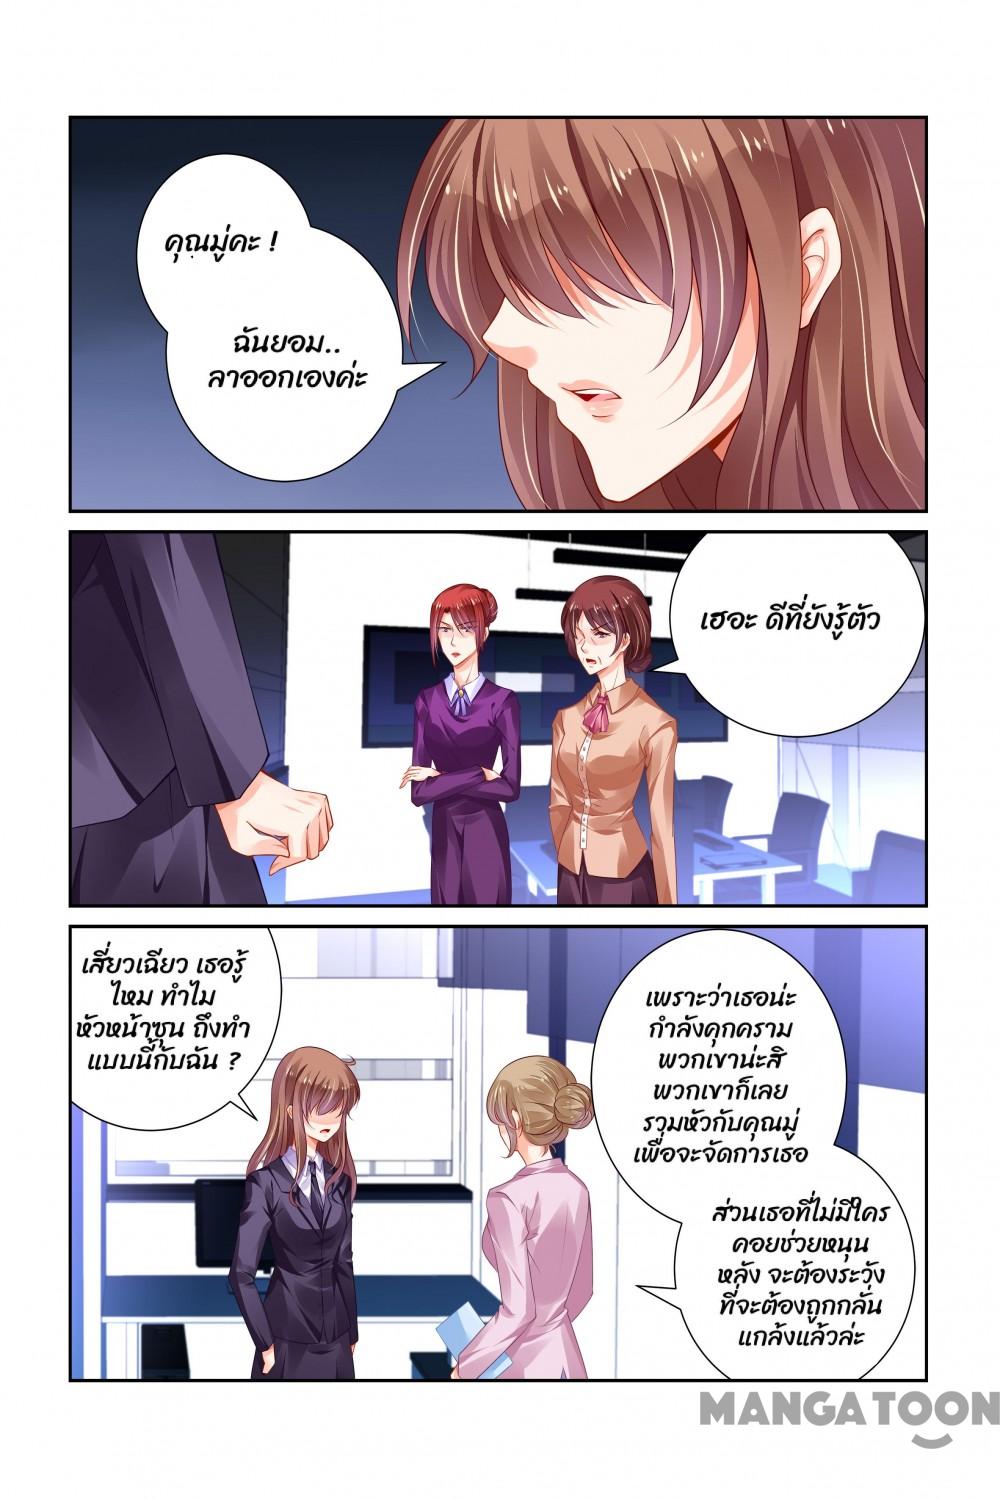 คุณมู่คะ !
ฉันยอม..
ลาออกเองค่ะ
เฮอะ ดีที่ยังรู้ตัว
เสี่ยวเฉียว เธอรู้
ไหม ทำไม
หัวหน้าซุน ถึงทำ
แบบนี้กับฉัน ?
เพราะว่าเธอน่ะ
กำลังคุกคราม
พวกเขาน่ะสิ
พวกเขาก็เลย
รวมหัวกับคุณมู่
เพื่อจะจัดการเธอ
ส่วนเธอที่ไม่มีใคร
คอยช่วยหนุน
หลัง จะต้องระวัง
ที่จะต้องถูกกลั่น
แกล้งแล้วล่ะ
MANGATOON